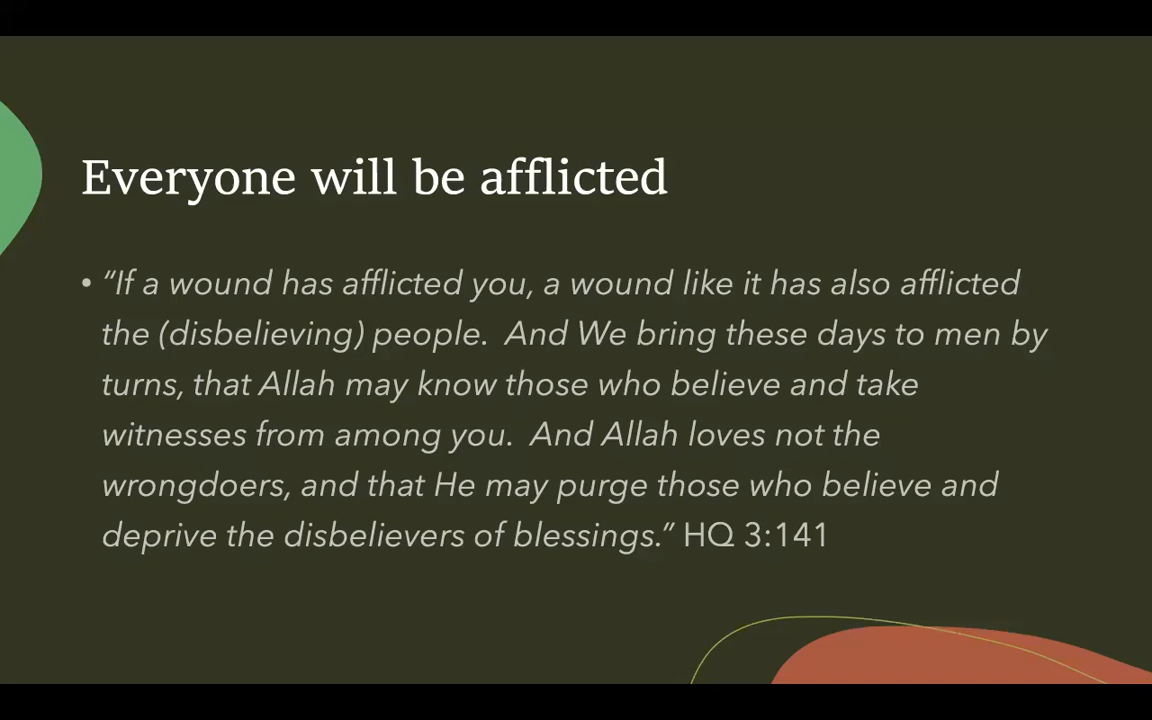 Everyone will be afflicted
• “If a wound has afflicted you, a wound like it has also afflicted
the (disbelieving) people.  And We bring these days to men by
turns, that Allah may know those who believe and take
witnesses from among you.  And Allah loves not the
wrongdoers, and that He may purge those who believe and
deprive the disbelievers of blessings.” HQ 3:141